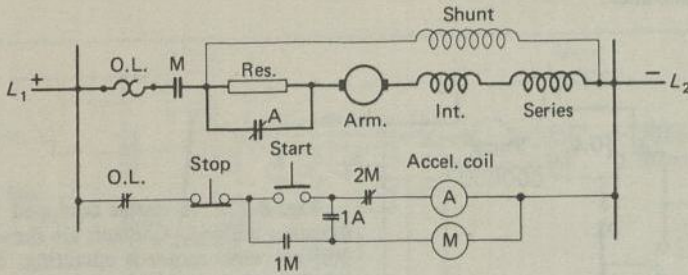 Shunt
O.L. M Res. A Arm. Int. Series
L₁ + − L₂
O.L. Stop Start 2M Accel. coil A
1A
1M M